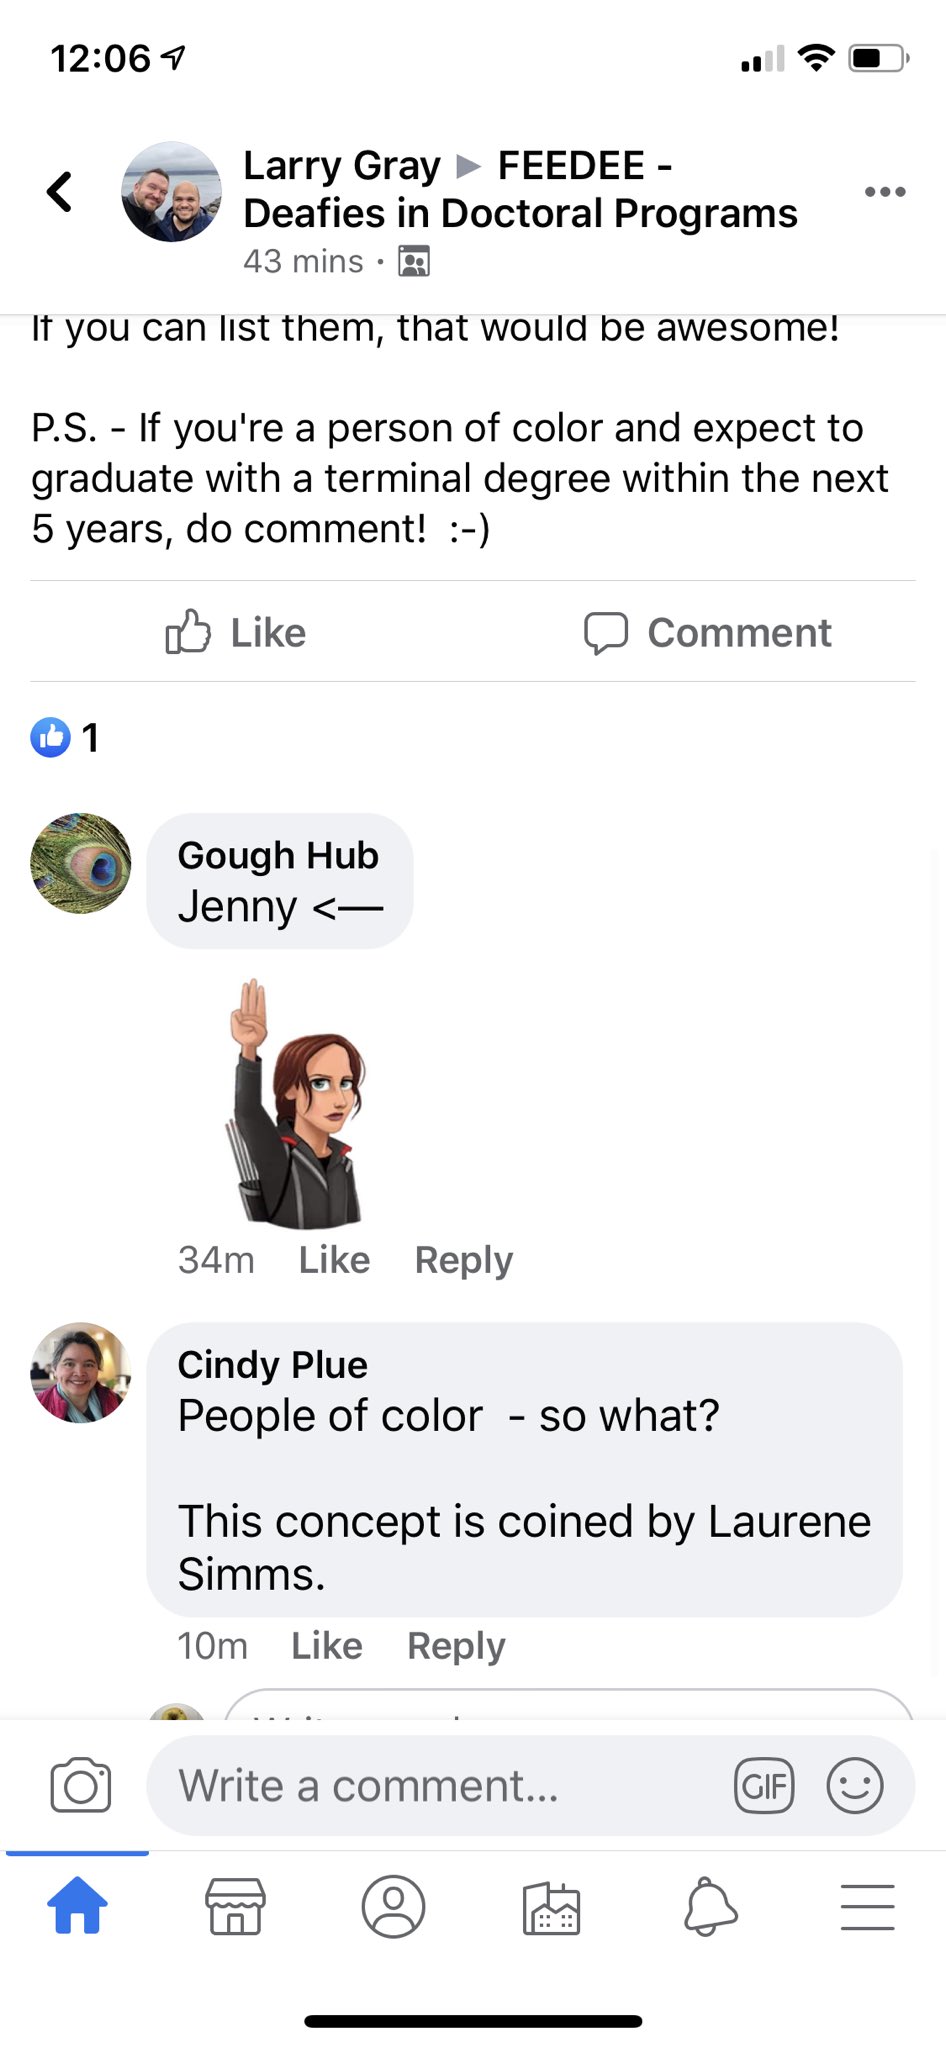 12:06
Larry Gray ▶ FEEDEE -
Deafies in Doctoral Programs
43 mins ·
If you can list them, that would be awesome!
P.S. - If you're a person of color and expect to
graduate with a terminal degree within the next
5 years, do comment!  :-)
Like
Comment
1
Gough Hub
Jenny <—
34m Like Reply
Cindy Plue
People of color  - so what?
This concept is coined by Laurene
Simms.
10m Like Reply
Write a comment...
GIF